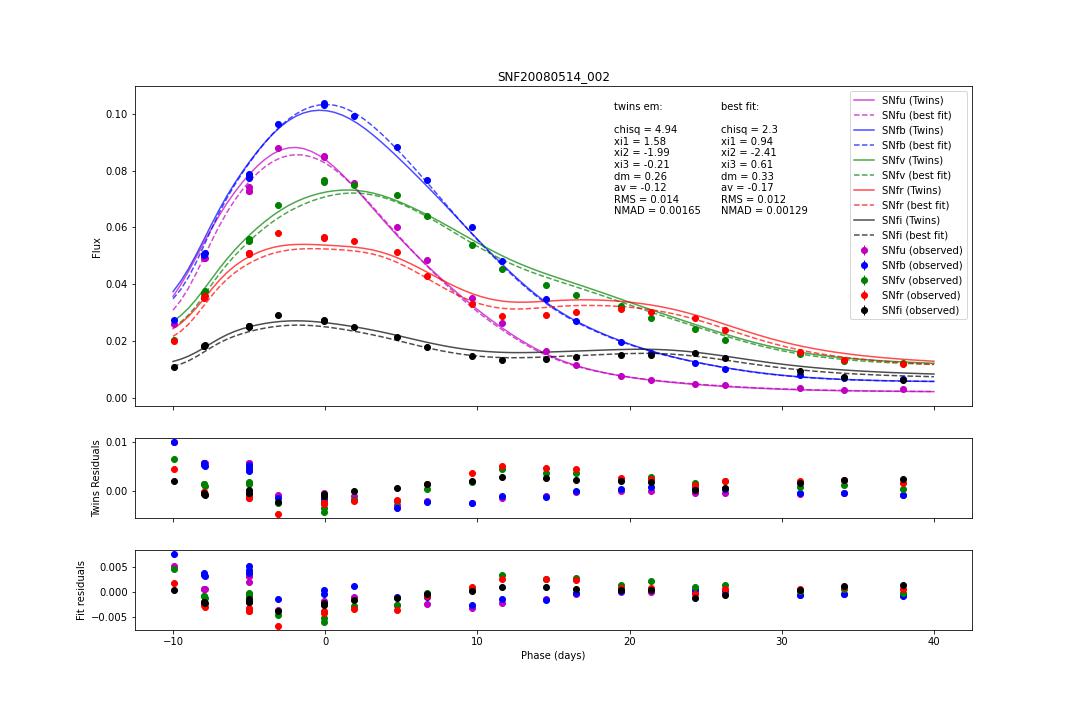 SNF20080514_002
Flux
0.10
0.08
0.06
0.04
0.02
0.00
twins em:
chisq = 4.94
xi1 = 1.58
xi2 = -1.99
xi3 = -0.21
dm = 0.26
av = -0.12
RMS = 0.014
NMAD = 0.00165
best fit:
chisq = 2.3
xi1 = 0.94
xi2 = -2.41
xi3 = 0.61
dm = 0.33
av = -0.17
RMS = 0.012
NMAD = 0.00129
SNfu (Twins)
SNfu (best fit)
SNfb (Twins)
SNfb (best fit)
SNfv (Twins)
SNfv (best fit)
SNfr (Twins)
SNfr (best fit)
SNfi (Twins)
SNfi (best fit)
SNfu (observed)
SNfb (observed)
SNfv (observed)
SNfr (observed)
SNfi (observed)
Twins Residuals
0.01
0.00
Fit residuals
0.005
0.000
−0.005
−10 0 10 20 30 40
Phase (days)